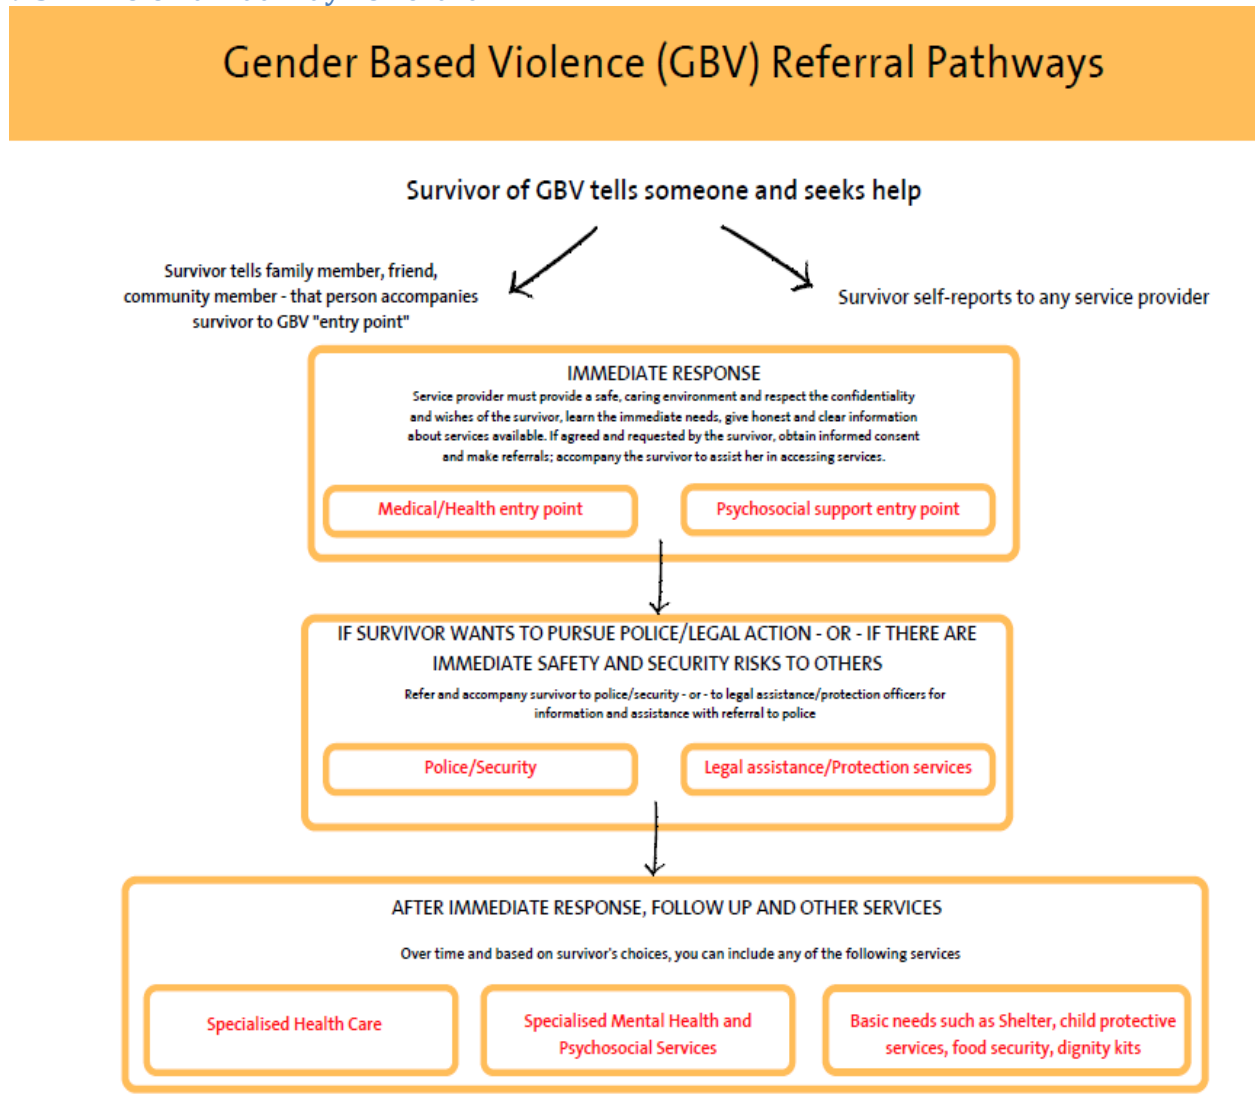 Gender Based Violence (GBV) Referral Pathways
Survivor of GBV tells someone and seeks help
Survivor tells family member, friend,
community member - that person accompanies
survivor to GBV "entry point"
Survivor self-reports to any service provider
IMMEDIATE RESPONSE
Service provider must provide a safe, caring environment and respect the confidentiality
and wishes of the survivor, learn the immediate needs, give honest and clear information
about services available. If agreed and requested by the survivor, obtain informed consent
and make referrals; accompany the survivor to assist her in accessing services.
Medical/Health entry point
Psychosocial support entry point
IF SURVIVOR WANTS TO PURSUE POLICE/LEGAL ACTION - OR - IF THERE ARE
IMMEDIATE SAFETY AND SECURITY RISKS TO OTHERS
Refer and accompany survivor to police/security - or - to legal assistance/protection officers for
information and assistance with referral to police
Police/Security
Legal assistance/Protection services
AFTER IMMEDIATE RESPONSE, FOLLOW UP AND OTHER SERVICES
Over time and based on survivor's choices, you can include any of the following services
Specialised Health Care
Specialised Mental Health and
Psychosocial Services
Basic needs such as Shelter, child protective
services, food security, dignity kits